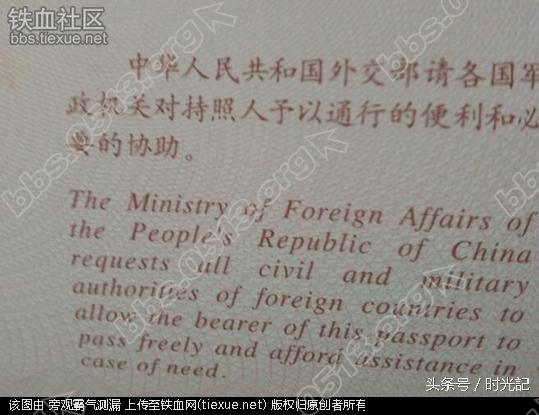 铁血社区
bbs.tiexue.net
中华人民共和国外交部请各国军
政机关对持照人予以通行的便利和必
要的协助。
The Ministry of Foreign Affairs of
the People's Republic of China
requests all civil and military
authorities of foreign countries to
allow the bearer of this passport to
pass freely and afford assistance in
case of need.
bbs.0513.org
头条号 / 时光記
该图由 旁观霸气测漏 上传至铁血网(tiexue.net) 版权归原创者所有